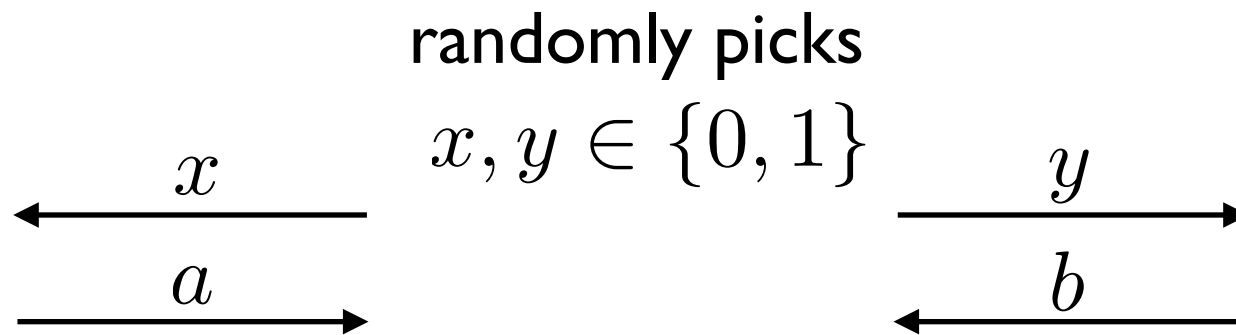 randomly picks
x, y ∈ {0, 1}
x y
a b